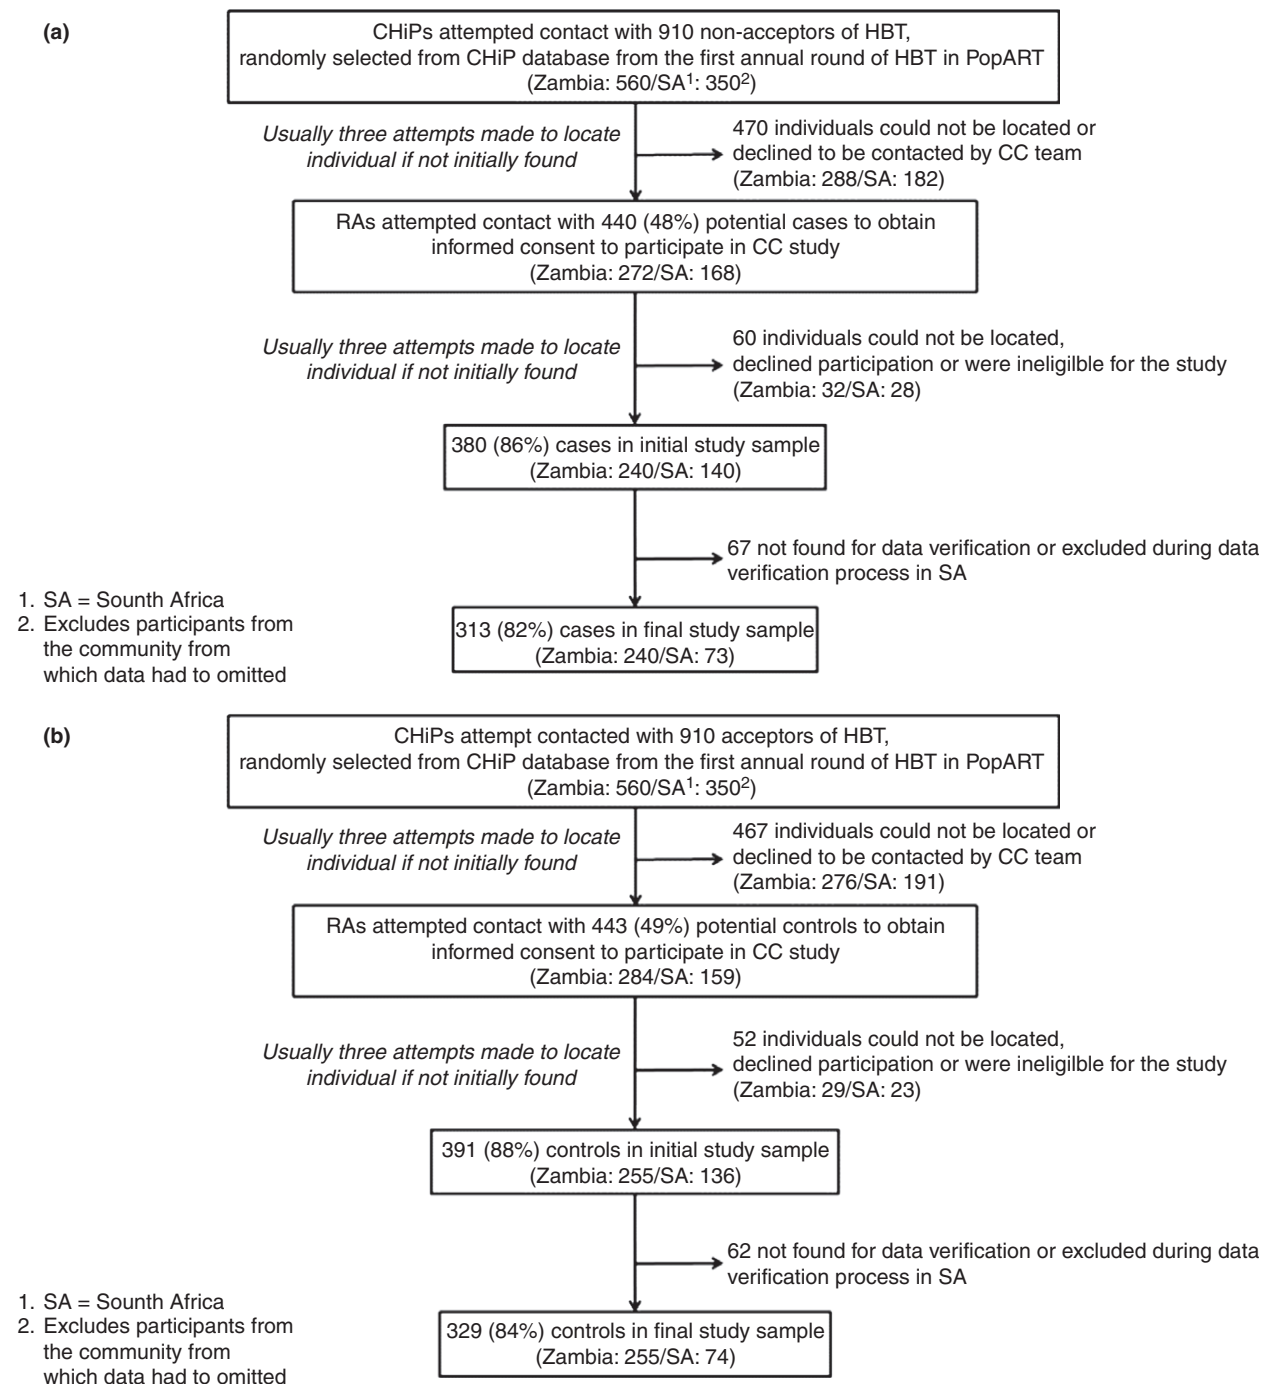 (a)
CHiPs attempted contact with 910 non-acceptors of HBT,
randomly selected from CHiP database from the first annual round of HBT in PopART
(Zambia: 560/SA¹: 350²)
Usually three attempts made to locate
individual if not initially found
470 individuals could not be located or
declined to be contacted by CC team
(Zambia: 288/SA: 182)
RAs attempted contact with 440 (48%) potential cases to obtain
informed consent to participate in CC study
(Zambia: 272/SA: 168)
Usually three attempts made to locate
individual if not initially found
60 individuals could not be located,
declined participation or were ineligilble for the study
(Zambia: 32/SA: 28)
380 (86%) cases in initial study sample
(Zambia: 240/SA: 140)
67 not found for data verification or excluded during data
verification process in SA
1. SA = Sounth Africa
2. Excludes participants from
the community from
which data had to omitted
313 (82%) cases in final study sample
(Zambia: 240/SA: 73)
(b)
CHiPs attempt contacted with 910 acceptors of HBT,
randomly selected from CHiP database from the first annual round of HBT in PopART
(Zambia: 560/SA¹: 350²)
Usually three attempts made to locate
individual if not initially found
467 individuals could not be located or
declined to be contacted by CC team
(Zambia: 276/SA: 191)
RAs attempted contact with 443 (49%) potential controls to obtain
informed consent to participate in CC study
(Zambia: 284/SA: 159)
Usually three attempts made to locate
individual if not initially found
52 individuals could not be located,
declined participation or were ineligilble for the study
(Zambia: 29/SA: 23)
391 (88%) controls in initial study sample
(Zambia: 255/SA: 136)
62 not found for data verification or excluded during data
verification process in SA
1. SA = Sounth Africa
2. Excludes participants from
the community from
which data had to omitted
329 (84%) controls in final study sample
(Zambia: 255/SA: 74)